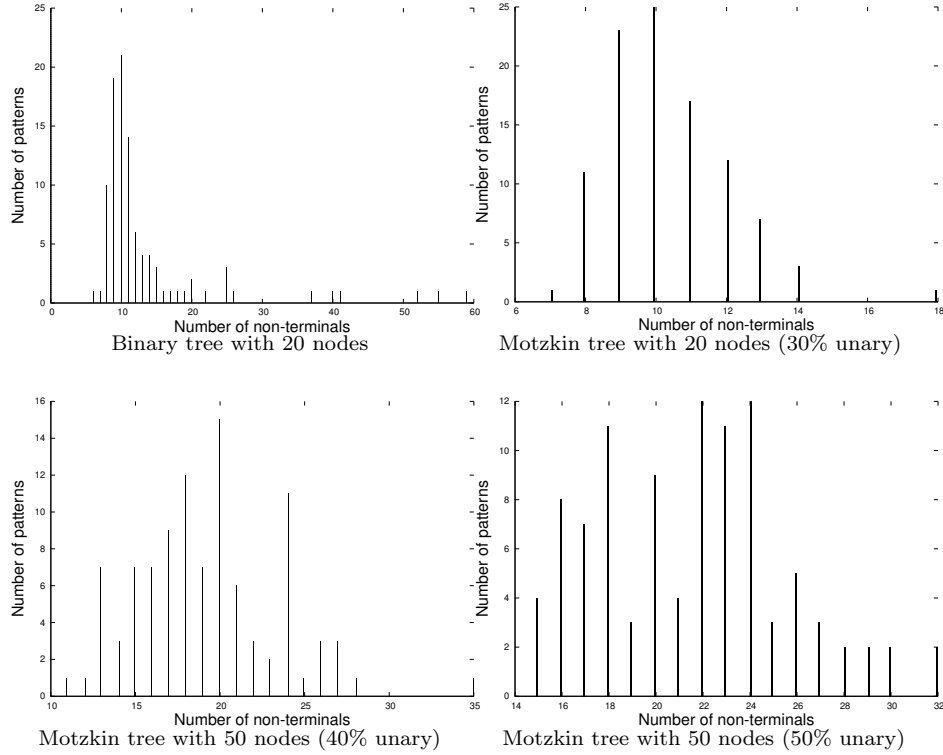 25
20
15
10
5
0
Number of patterns
0 10 20 30 40 50 60
Number of non-terminals
Binary tree with 20 nodes
25
20
15
10
5
0
Number of patterns
6 8 10 12 14 16 18
Number of non-terminals
Motzkin tree with 20 nodes (30% unary)
16
14
12
10
8
6
4
2
0
Number of patterns
10 15 20 25 30 35
Number of non-terminals
Motzkin tree with 50 nodes (40% unary)
12
10
8
6
4
2
0
Number of patterns
14 16 18 20 22 24 26 28 30 32
Number of non-terminals
Motzkin tree with 50 nodes (50% unary)